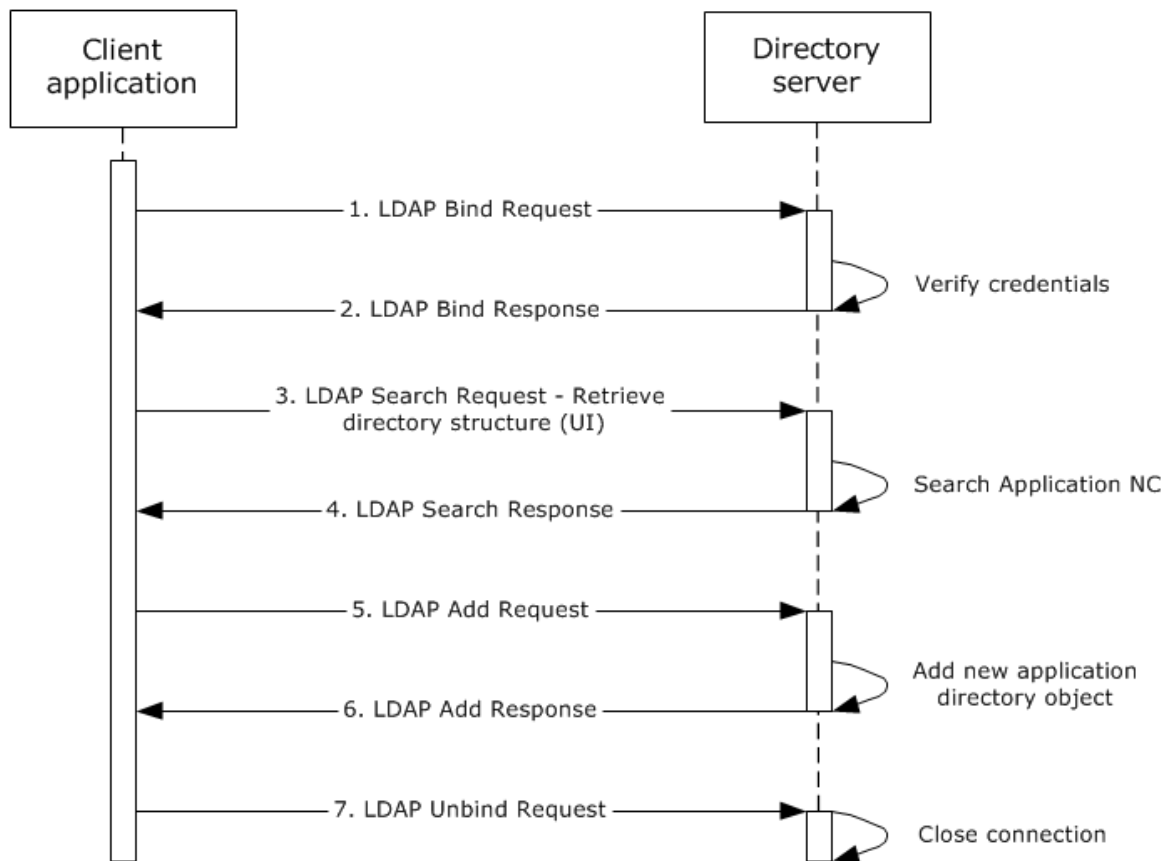 Client
application
Directory
server
1. LDAP Bind Request
Verify credentials
2. LDAP Bind Response
3. LDAP Search Request - Retrieve
directory structure (UI)
Search Application NC
4. LDAP Search Response
5. LDAP Add Request
Add new application
directory object
6. LDAP Add Response
7. LDAP Unbind Request
Close connection